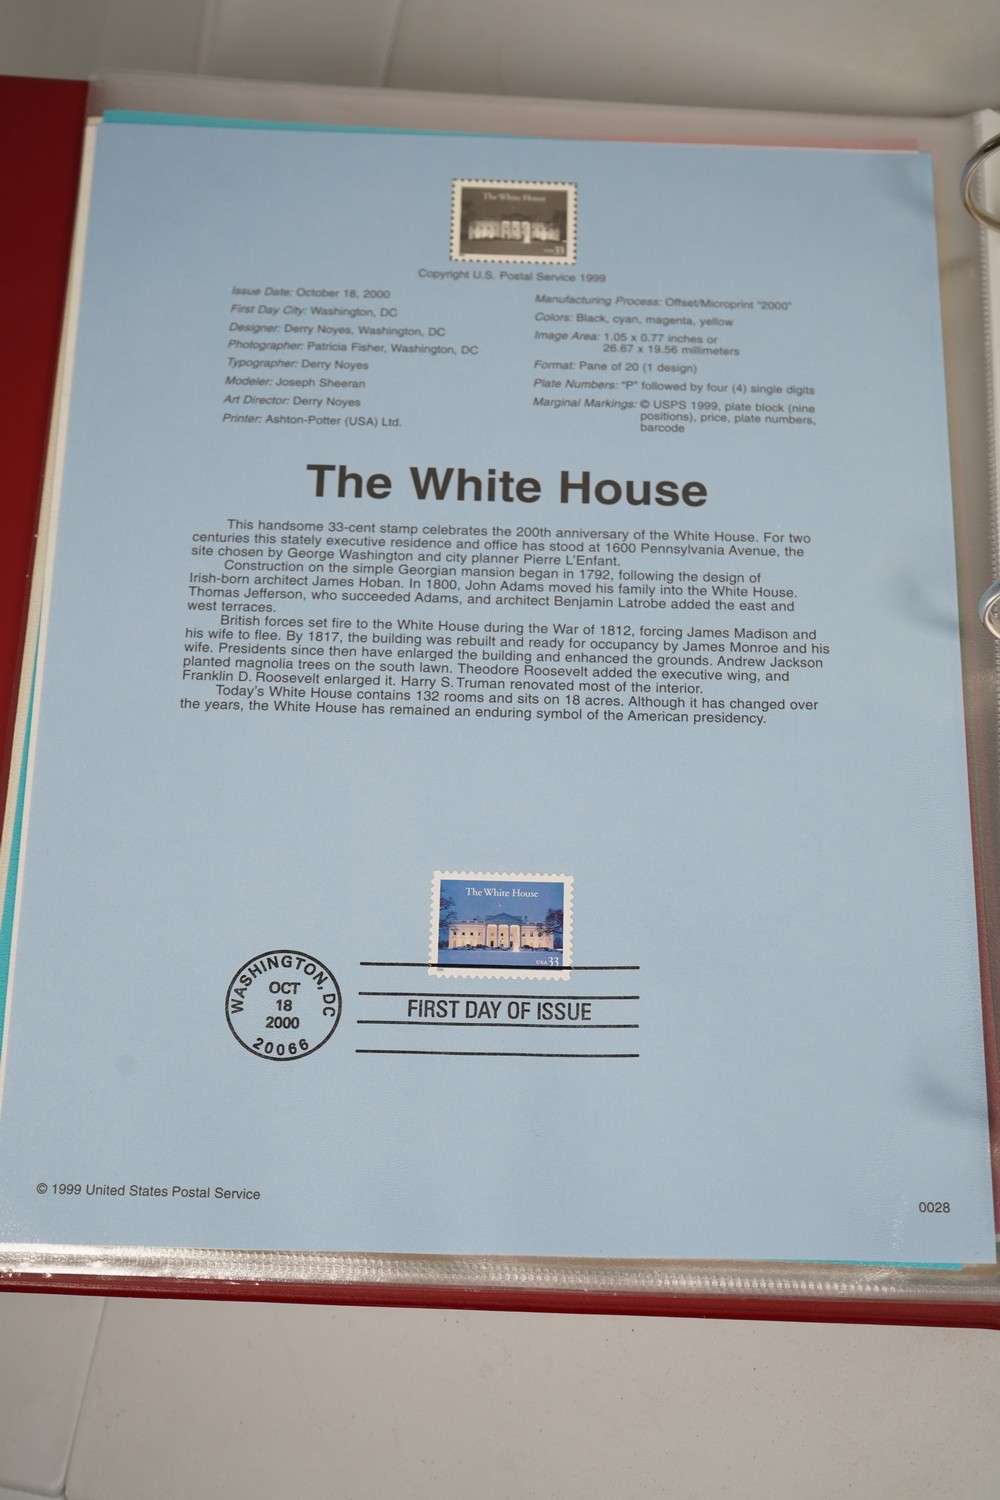 The White House
USA 33
Copyright U.S. Postal Service 1999
Issue Date: October 18, 2000
First Day City: Washington, DC
Designer: Derry Noyes, Washington, DC
Photographer: Patricia Fisher, Washington, DC
Typographer: Derry Noyes
Modeler: Joseph Sheeran
Art Director: Derry Noyes
Printer: Ashton-Potter (USA) Ltd.
Manufacturing Process: Offset/Microprint "2000"
Colors: Black, cyan, magenta, yellow
Image Area: 1.05 x 0.77 inches or
26.67 x 19.56 millimeters
Format: Pane of 20 (1 design)
Plate Numbers: "P" followed by four (4) single digits
Marginal Markings: © USPS 1999, plate block (nine
positions), price, plate numbers,
barcode
The White House
This handsome 33-cent stamp celebrates the 200th anniversary of the White House. For two
centuries this stately executive residence and office has stood at 1600 Pennsylvania Avenue, the
site chosen by George Washington and city planner Pierre L'Enfant.
Construction on the simple Georgian mansion began in 1792, following the design of
Irish-born architect James Hoban. In 1800, John Adams moved his family into the White House.
Thomas Jefferson, who succeeded Adams, and architect Benjamin Latrobe added the east and
west terraces.
British forces set fire to the White House during the War of 1812, forcing James Madison and
his wife to flee. By 1817, the building was rebuilt and ready for occupancy by James Monroe and his
wife. Presidents since then have enlarged the building and enhanced the grounds. Andrew Jackson
planted magnolia trees on the south lawn. Theodore Roosevelt added the executive wing, and
Franklin D. Roosevelt enlarged it. Harry S. Truman renovated most of the interior.
Today's White House contains 132 rooms and sits on 18 acres. Although it has changed over
the years, the White House has remained an enduring symbol of the American presidency.
The White House
USA 33
WASHINGTON, DC
OCT
18
2000
20066
FIRST DAY OF ISSUE
© 1999 United States Postal Service
0028